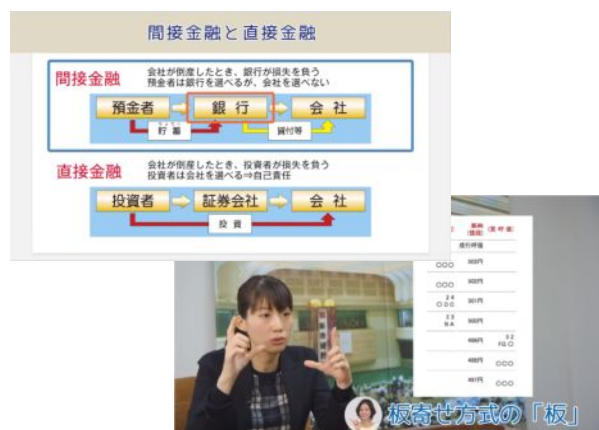 間接金融と直接金融
間接金融
会社が倒産したとき、銀行が損失を負う
預金者は銀行を選べるが、会社を選べない
預金者
銀 行
会 社
貯 蓄
貸付等
直接金融
会社が倒産したとき、投資者が損失を負う
投資者は会社を選べる⇒自己責任
投資者
証券会社
会 社
投 資
(買 呼 値)
成行呼値
○○○
503円
○○○
502円
501円
500円
499円
498円
○○○
497円
○○○
板寄せ方式の「板」